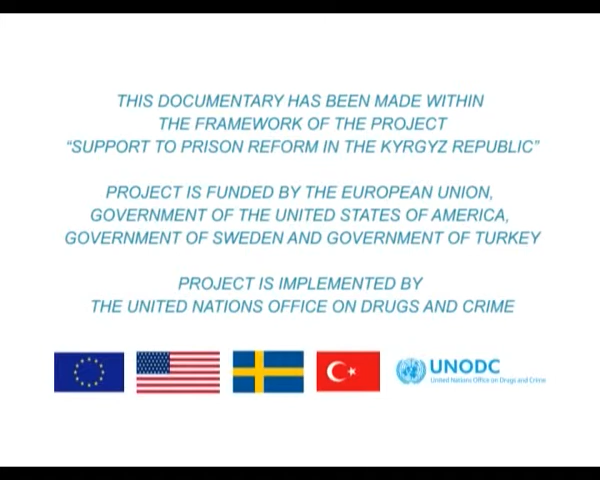 THIS DOCUMENTARY HAS BEEN MADE WITHIN
THE FRAMEWORK OF THE PROJECT
“SUPPORT TO PRISON REFORM IN THE KYRGYZ REPUBLIC”
PROJECT IS FUNDED BY THE EUROPEAN UNION,
GOVERNMENT OF THE UNITED STATES OF AMERICA,
GOVERNMENT OF SWEDEN AND GOVERNMENT OF TURKEY
PROJECT IS IMPLEMENTED BY
THE UNITED NATIONS OFFICE ON DRUGS AND CRIME
UNODC
United Nations Office on Drugs and Crime